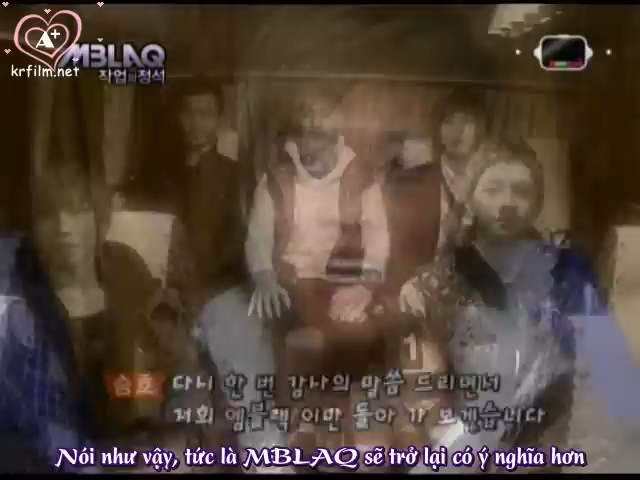 A+
MBLAQ
krfilm.net
작업의정석
1
승호 다시 한 번 감사의 말씀 드리면서
저희 엠블랙 이만 돌아 가 보겠습니다
Nói như vậy, tức là MBLAQ sẽ trở lại có ý nghĩa hơn